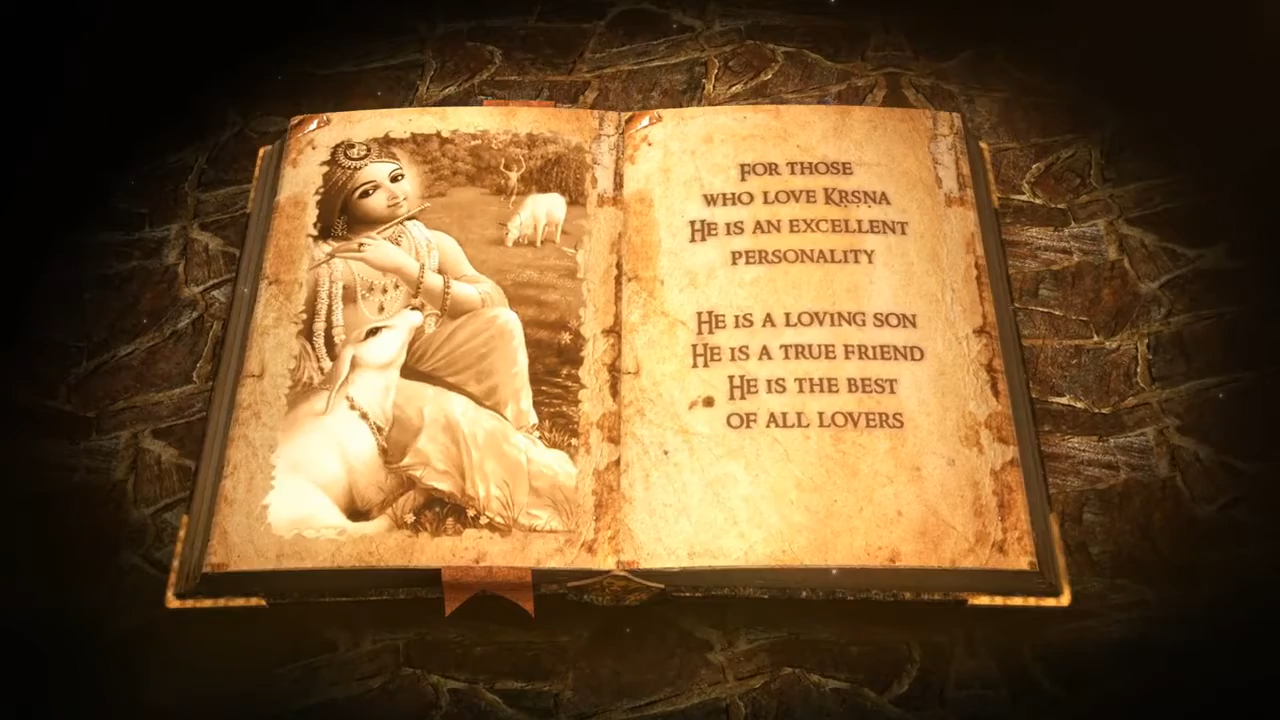 FOR THOSE
WHO LOVE KṚṢṆA
HE IS AN EXCELLENT
PERSONALITY
HE IS A LOVING SON
HE IS A TRUE FRIEND
HE IS THE BEST
OF ALL LOVERS